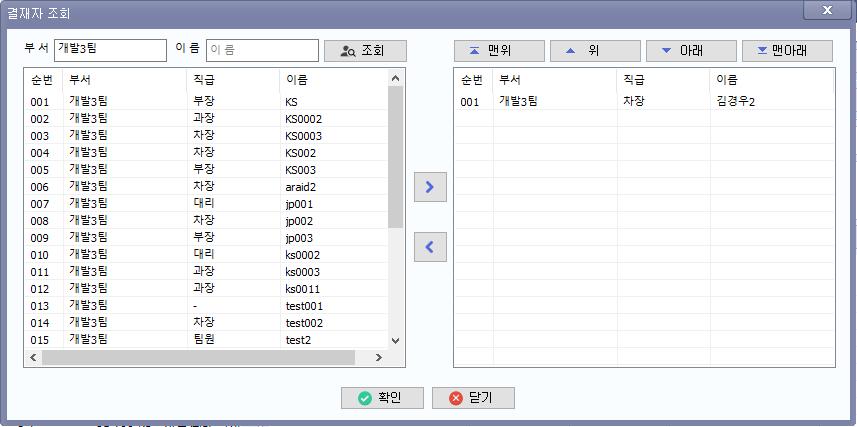 결재자 조회
부 서 개발3팀 이 름 이 름 조회
맨위 위 아래 맨아래
순번 부서 직급 이름
001 개발3팀 부장 KS
002 개발3팀 과장 KS0002
003 개발3팀 차장 KS0003
004 개발3팀 차장 KS002
005 개발3팀 부장 KS003
006 개발3팀 차장 araid2
007 개발3팀 대리 jp001
008 개발3팀 차장 jp002
009 개발3팀 부장 jp003
010 개발3팀 대리 ks0002
011 개발3팀 과장 ks0003
012 개발3팀 과장 ks0011
013 개발3팀 - test001
014 개발3팀 차장 test002
015 개발3팀 팀원 test2
순번 부서 직급 이름
001 개발3팀 차장 김경우2
확인 닫기